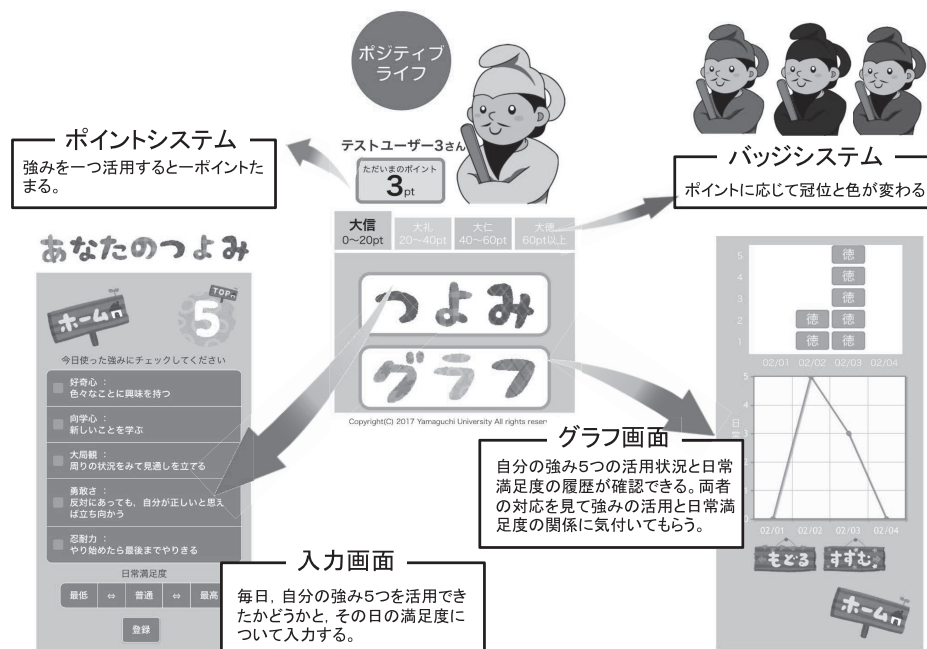 ポジティブ
ライフ
テストユーザー3さん
ただいまのポイント
3pt
ポイントシステム
強みを一つ活用すると一ポイントた
まる。
バッジシステム
ポイントに応じて冠位と色が変わる
大信
0〜20pt
大礼
20〜40pt
大仁
40〜60pt
大徳
60pt以上
つよみ
グラフ
Copyright(C) 2017 Yamaguchi University All rights reser
あなたのつよみ
ホーム
TOP
5
今日使った強みにチェックしてください
好奇心 :
色々なことに興味を持つ
向学心 :
新しいことを学ぶ
大局観 :
周りの状況をみて見通しを立てる
勇敢さ :
反対にあっても,自分が正しいと思え
ば立ち向かう
忍耐力 :
やり始めたら最後までやりきる
日常満足度
最低 ⇔ 普通 ⇔ 最高
登録
入力画面
毎日,自分の強み5つを活用でき
たかどうかと,その日の満足度に
ついて入力する。
グラフ画面
自分の強み5つの活用状況と日常
満足度の履歴が確認できる。両者
の対応を見て強みの活用と日常満
足度の関係に気付いてもらう。
5 徳
4 徳
3 徳
2 徳 徳
1 徳 徳
02/01 02/02 02/03 02/04
5
4
3
日常
02/01 02/02 02/03 02/04
もどる すすむ
ホーム